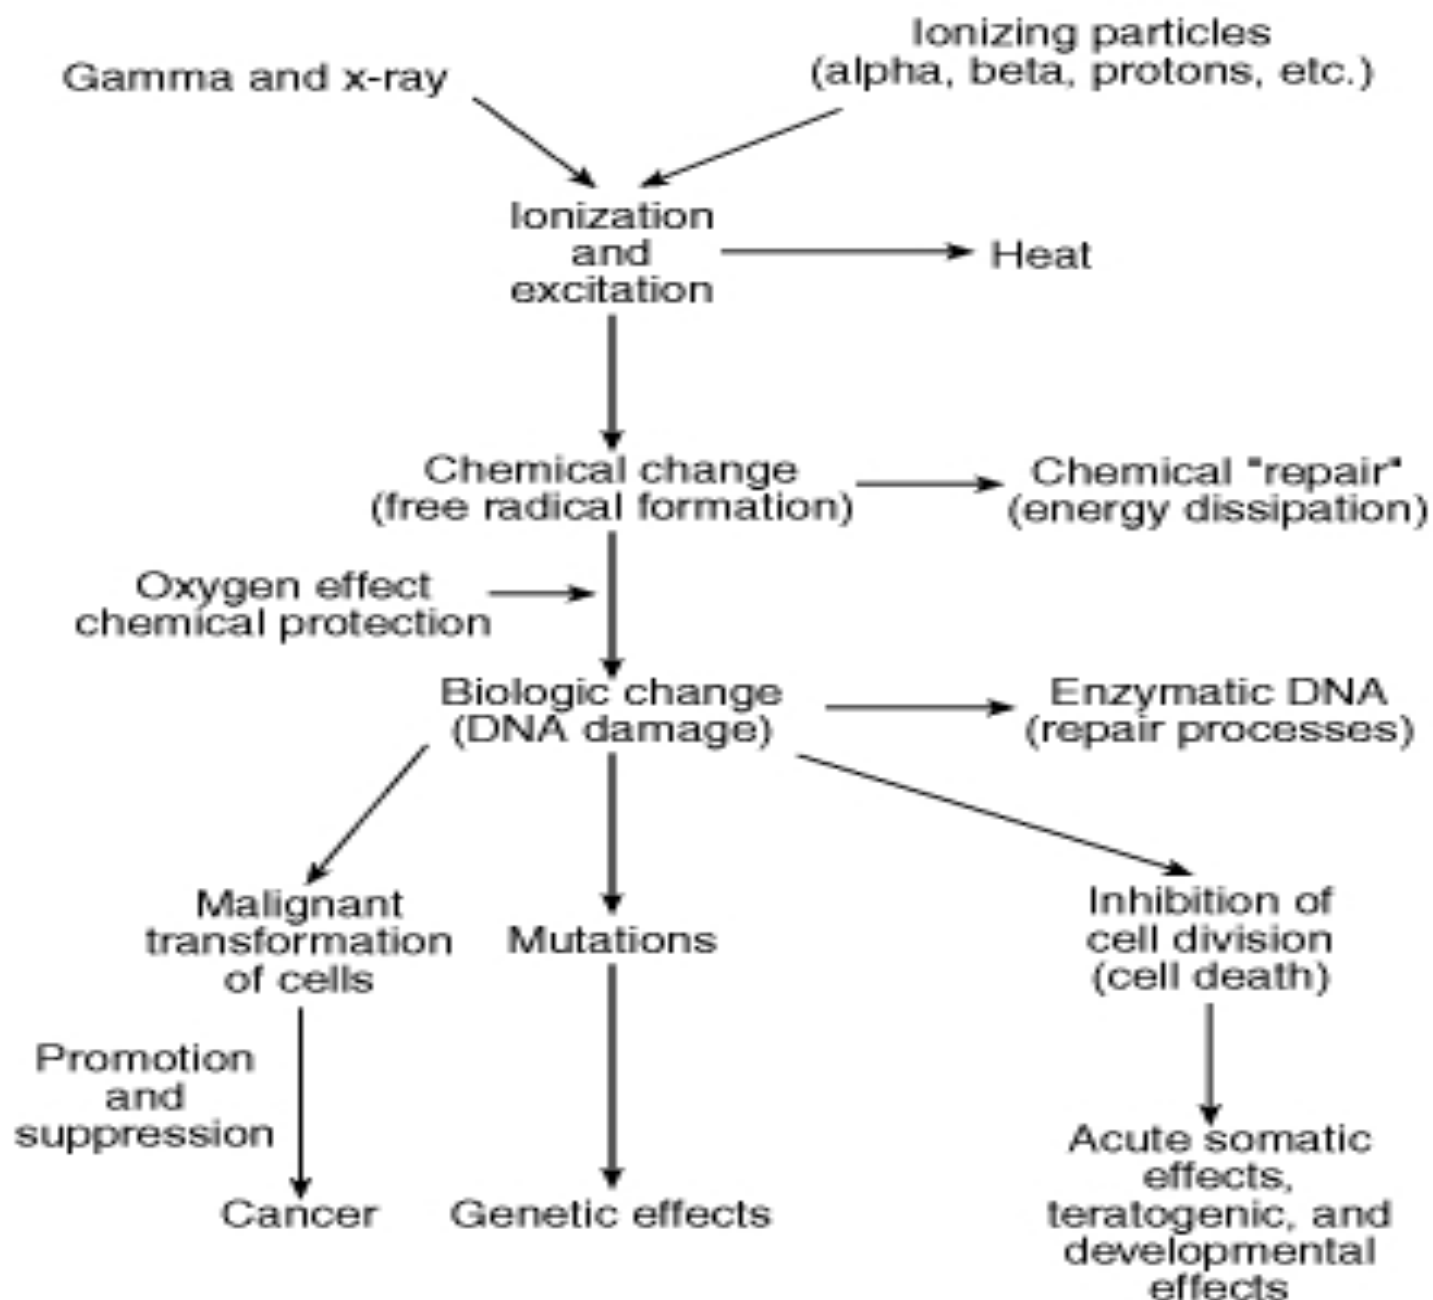 Ionizing particles
(alpha, beta, protons, etc.)
Gamma and x-ray
Ionization
and
excitation
Heat
Chemical change
(free radical formation)
Chemical "repair"
(energy dissipation)
Oxygen effect
chemical protection
Biologic change
(DNA damage)
Enzymatic DNA
(repair processes)
Malignant
transformation
of cells
Mutations
Inhibition of
cell division
(cell death)
Promotion
and
suppression
Cancer
Genetic effects
Acute somatic
effects,
teratogenic, and
developmental
effects